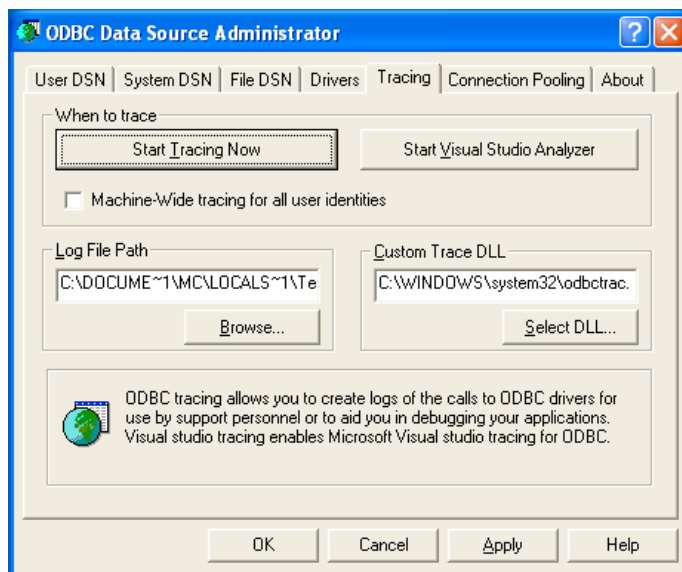 ODBC Data Source Administrator
User DSN System DSN File DSN Drivers Tracing Connection Pooling About
When to trace
Start Tracing Now Start Visual Studio Analyzer
Machine-Wide tracing for all user identities
Log File Path Custom Trace DLL
C:\DOCUME~1\MC\LOCALS~1\Te C:\WINDOWS\system32\odbctrac.
Browse... Select DLL...
ODBC tracing allows you to create logs of the calls to ODBC drivers for
use by support personnel or to aid you in debugging your applications.
Visual studio tracing enables Microsoft Visual studio tracing for ODBC.
OK Cancel Apply Help